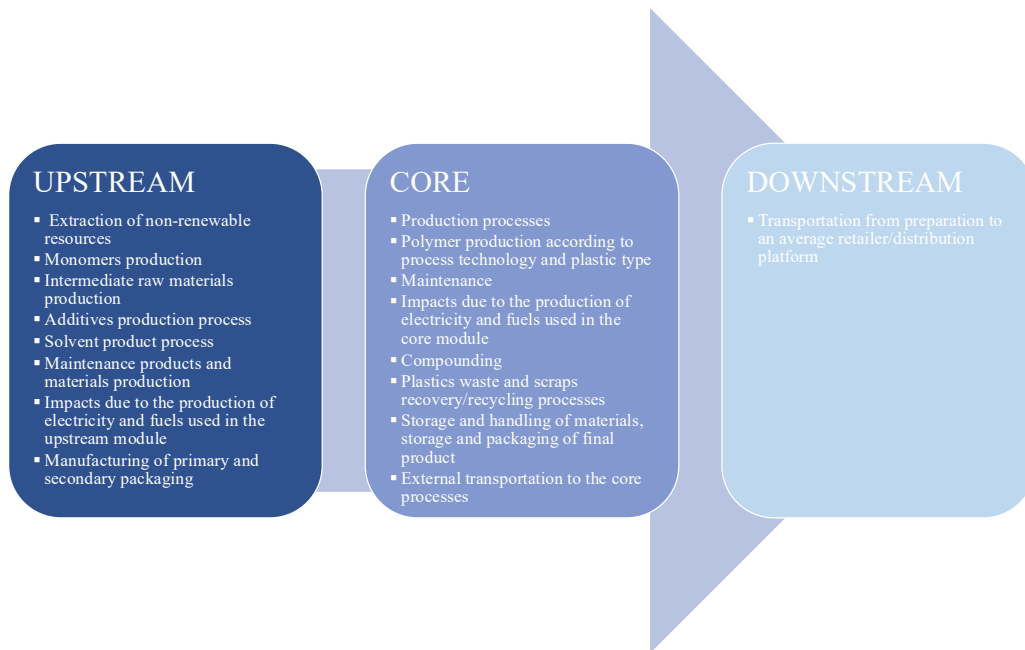 UPSTREAM
▪ Extraction of non-renewable
resources
▪ Monomers production
▪ Intermediate raw materials
production
▪ Additives production process
▪ Solvent product process
▪ Maintenance products and
materials production
▪ Impacts due to the production of
electricity and fuels used in the
upstream module
▪ Manufacturing of primary and
secondary packaging
CORE
▪ Production processes
▪ Polymer production according to
process technology and plastic type
▪ Maintenance
▪ Impacts due to the production of
electricity and fuels used in the
core module
▪ Compounding
▪ Plastics waste and scraps
recovery/recycling processes
▪ Storage and handling of materials,
storage and packaging of final
product
▪ External transportation to the core
processes
DOWNSTREAM
▪ Transportation from preparation to
an average retailer/distribution
platform